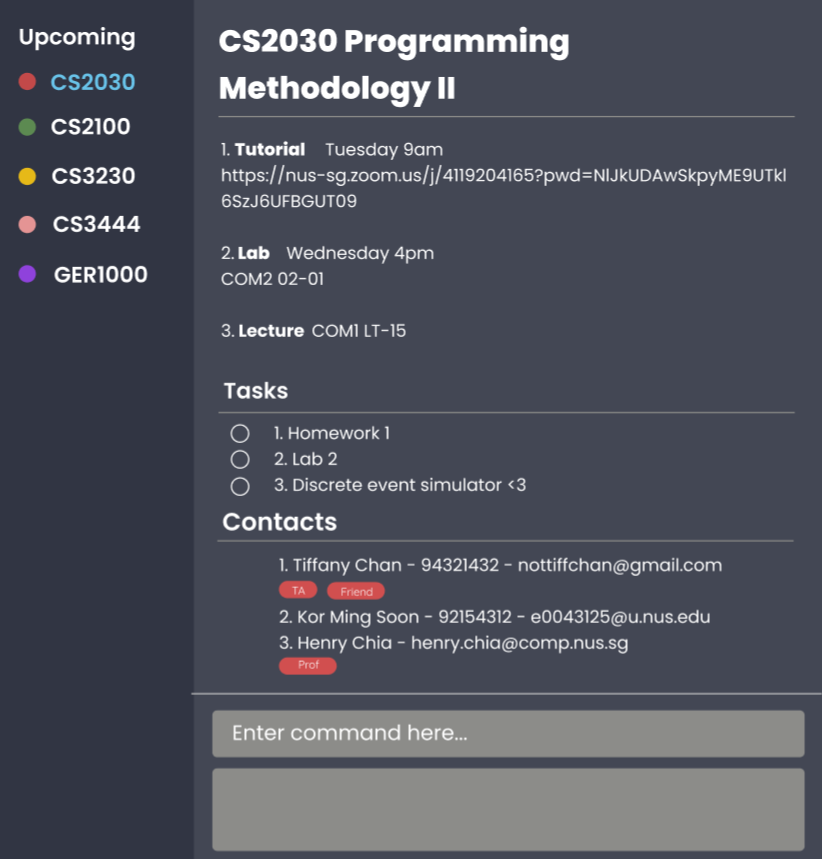 Upcoming
CS2030
CS2100
CS3230
CS3444
GER1000
CS2030 Programming
Methodology II
1. Tutorial Tuesday 9am
https://nus-sg.zoom.us/j/4119204165?pwd=NlJkUDAwSkpyME9UTkl
6SzJ6UFBGUT09
2. Lab Wednesday 4pm
COM2 02-01
3. Lecture COM1 LT-15
Tasks
1. Homework 1
2. Lab 2
3. Discrete event simulator <3
Contacts
1. Tiffany Chan - 94321432 - nottiffchan@gmail.com
TA Friend
2. Kor Ming Soon - 92154312 - e0043125@u.nus.edu
3. Henry Chia - henry.chia@comp.nus.sg
Prof
Enter command here...